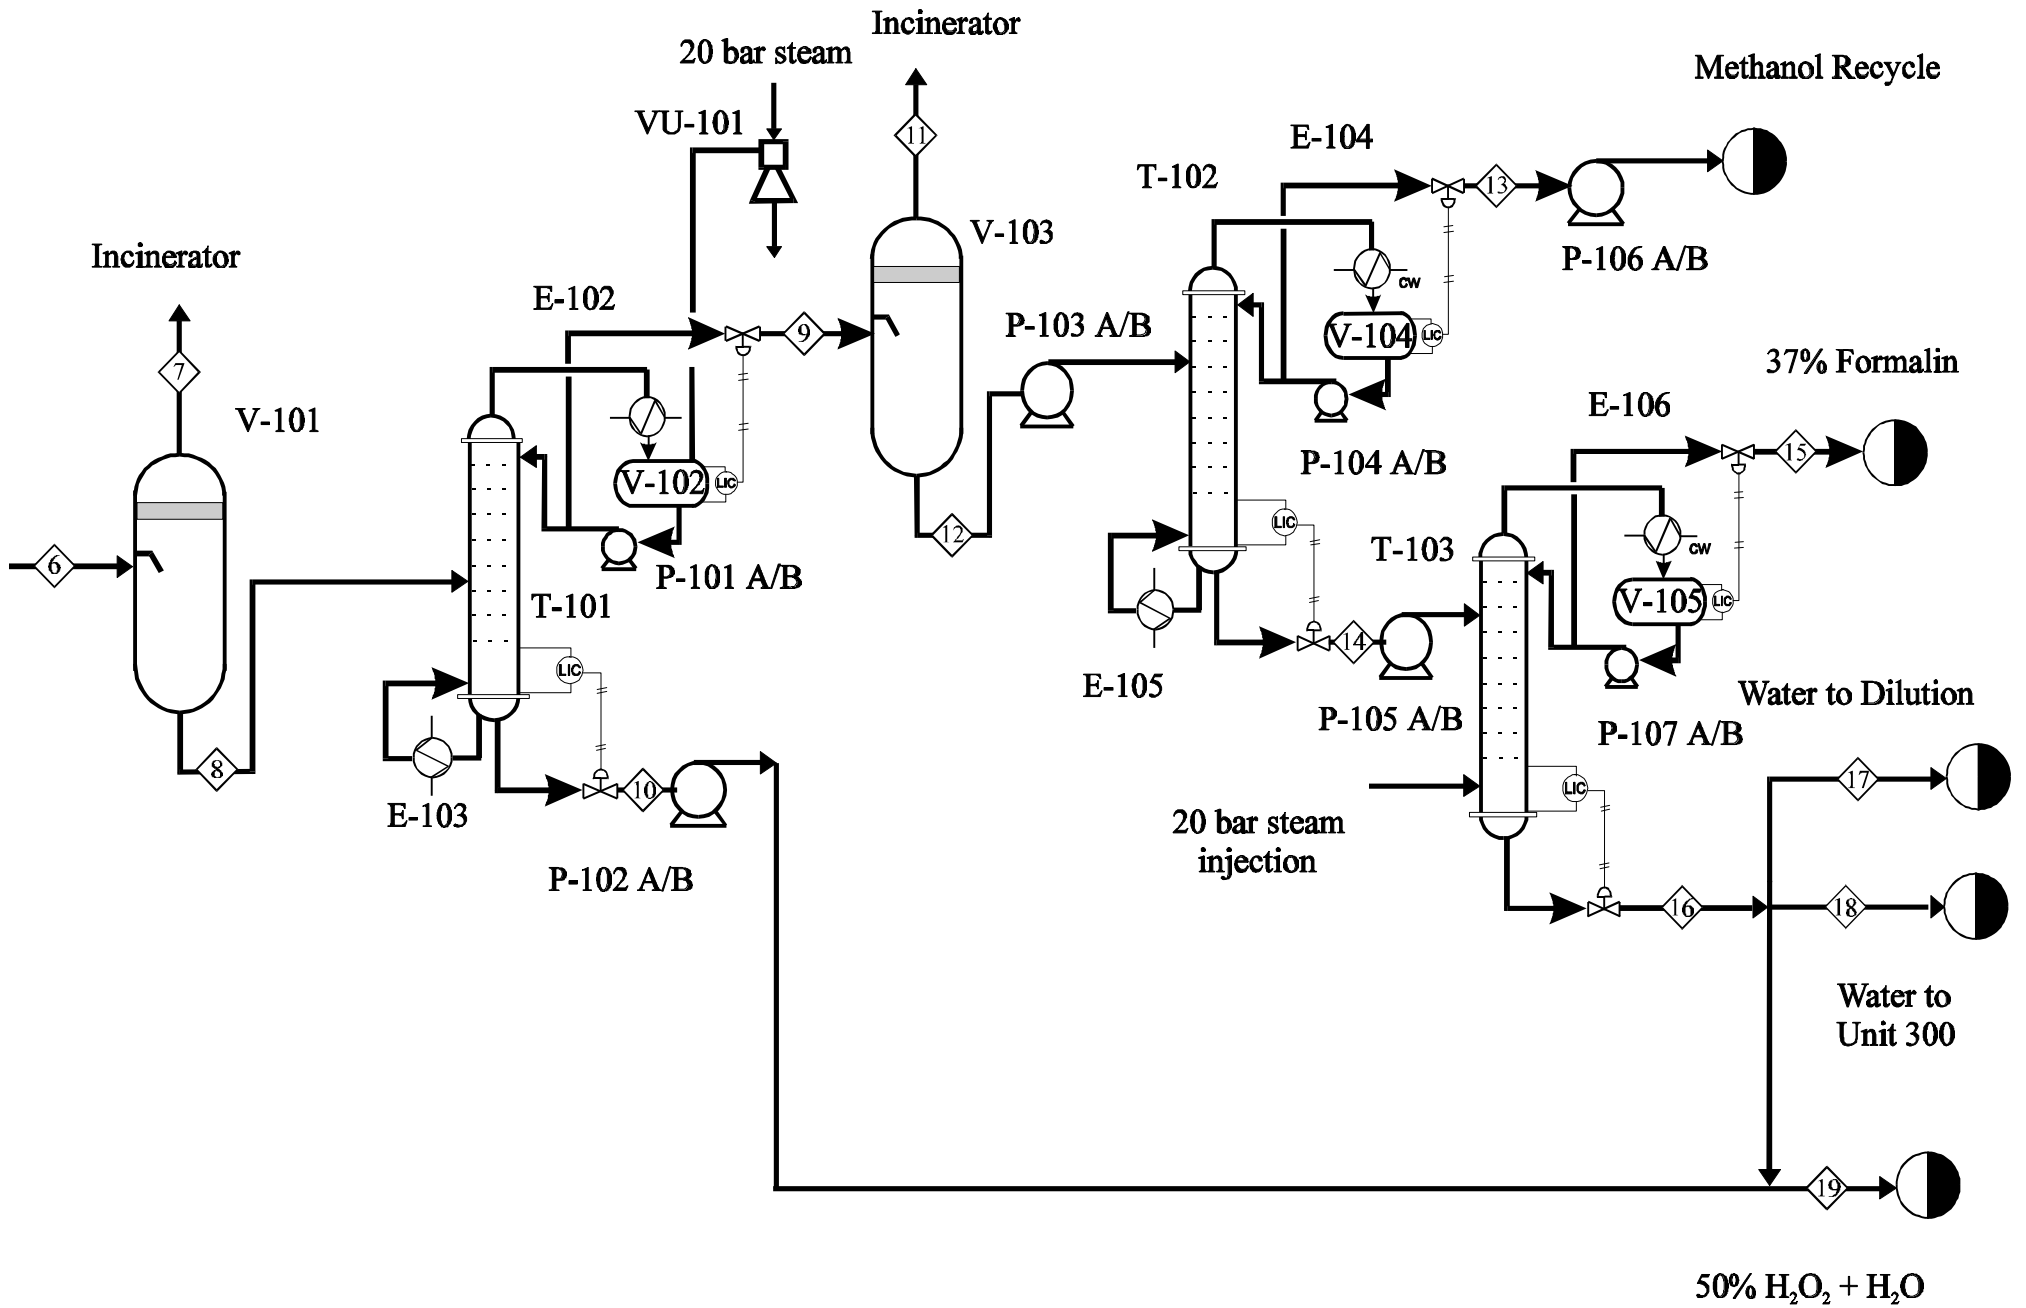 Incinerator
20 bar steam
Methanol Recycle
VU-101
11
E-104
T-102
13
V-103
Incinerator
P-106 A/B
CW
E-102
P-103 A/B
9
V-104
LIC
37% Formalin
7
E-106
V-101
15
P-104 A/B
V-102
LIC
LIC
12
T-103
CW
6
P-101 A/B
V-105
LIC
T-101
14
LIC
E-105
Water to Dilution
P-105 A/B
P-107 A/B
8
17
10
LIC
E-103
20 bar steam
injection
P-102 A/B
16
18
Water to
Unit 300
19
50% H₂O₂ + H₂O